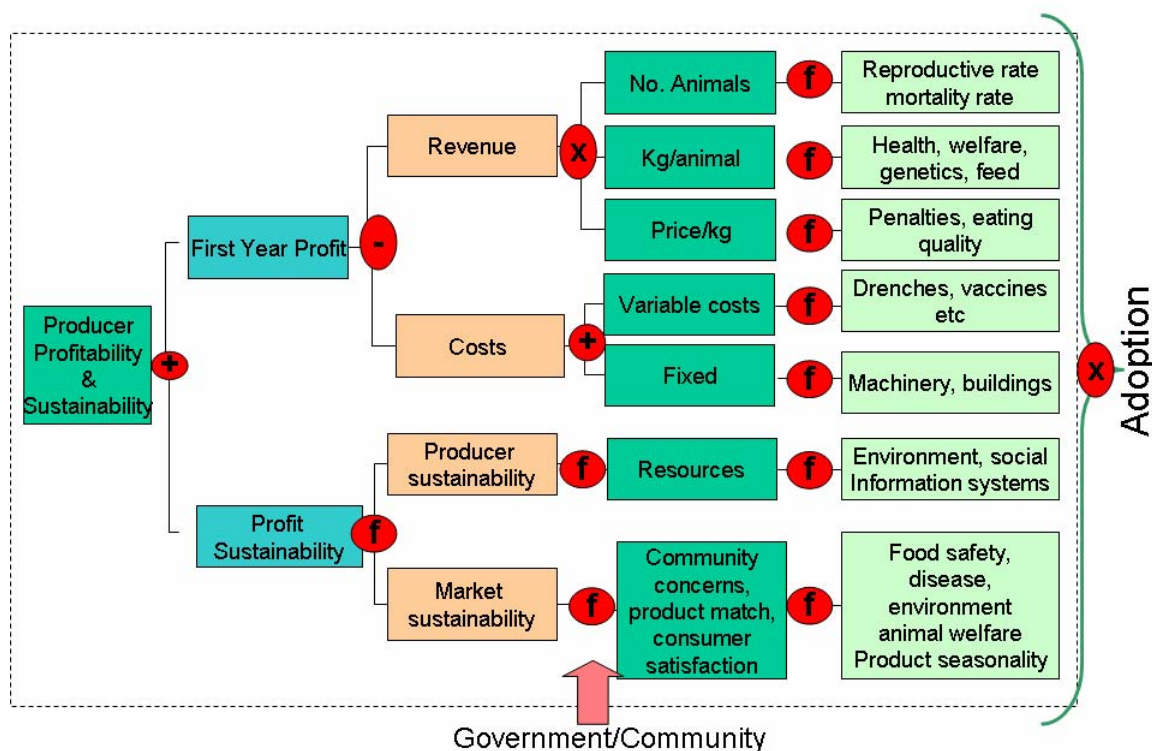 Producer
Profitability
&
Sustainability
+
First Year Profit
-
Revenue
x
No. Animals
f
Reproductive rate
mortality rate
Kg/animal
f
Health, welfare,
genetics, feed
Price/kg
f
Penalties, eating
quality
Costs
+
Variable costs
f
Drenches, vaccines
etc
Fixed
f
Machinery, buildings
Profit
Sustainability
f
Producer
sustainability
f
Resources
f
Environment, social
Information systems
Market
sustainability
f
Community
concerns,
product match,
consumer
satisfaction
f
Food safety,
disease,
environment
animal welfare
Product seasonality
x
Adoption
Government/Community